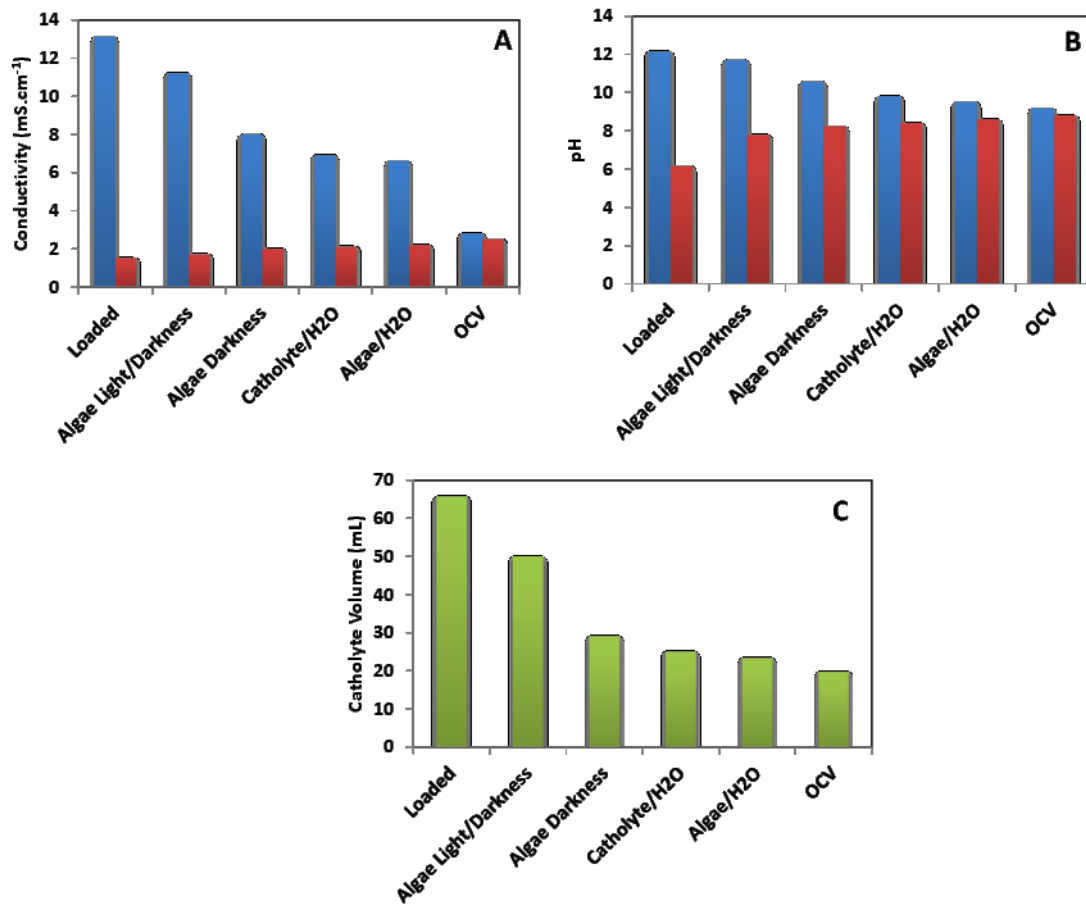 A
Conductivity (mS.cm⁻¹)
14
12
10
8
6
4
2
0
Loaded
Algae Light/Darkness
Algae Darkness
Catholyte/H2O
Algae/H2O
OCV
B
pH
14
12
10
8
6
4
2
0
Loaded
Algae Light/Darkness
Algae Darkness
Catholyte/H2O
Algae/H2O
OCV
C
Catholyte Volume (mL)
70
60
50
40
30
20
10
0
Loaded
Algae Light/Darkness
Algae Darkness
Catholyte/H2O
Algae/H2O
OCV